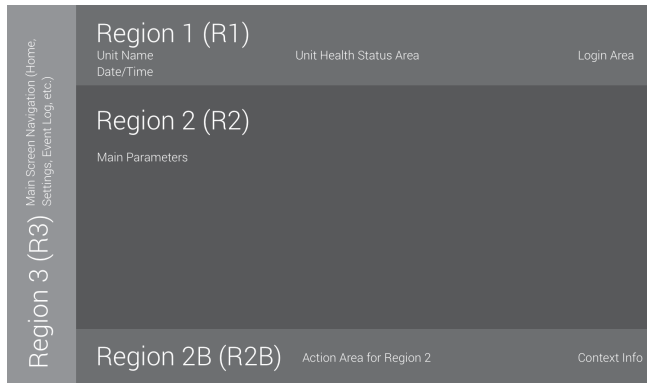 Region 3 (R3)
Main Screen Navigation (Home,
Settings, Event Log, etc.)
Region 1 (R1)
Unit Name
Date/Time
Unit Health Status Area
Login Area
Region 2 (R2)
Main Parameters
Region 2B (R2B)
Action Area for Region 2
Context Info